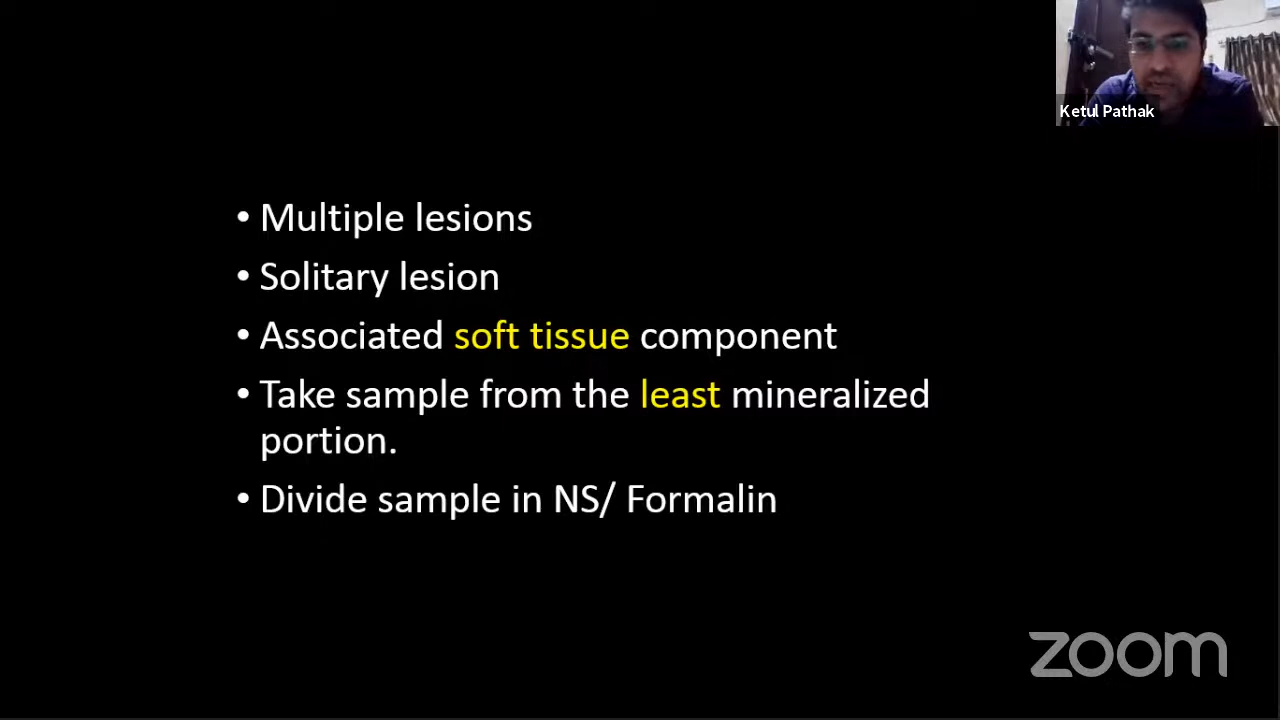 Ketul Pathak
• Multiple lesions
• Solitary lesion
• Associated soft tissue component
• Take sample from the least mineralized
portion.
• Divide sample in NS/ Formalin
zoom